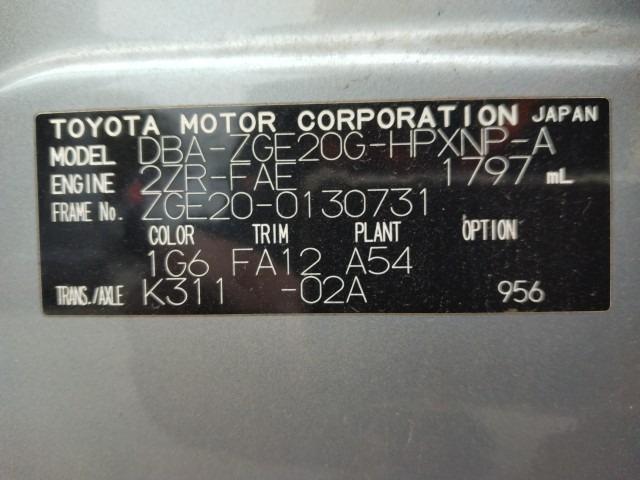 TOYOTA MOTOR CORPORATION JAPAN
MODEL DBA-ZGE20G-HPXNP-A
ENGINE 2ZR-FAE 1797 mL
FRAME No. ZGE20-0130731
COLOR TRIM PLANT OPTION
1G6 FA12 A54
TRANS./AXLE K311 -02A 956